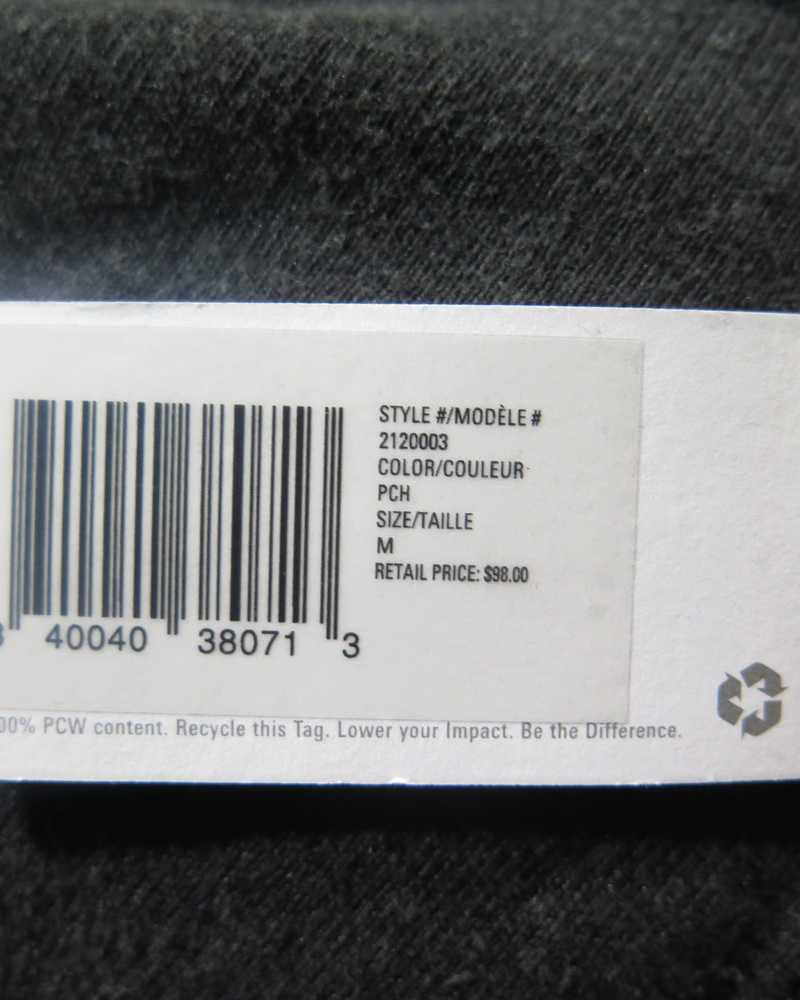 STYLE #/MODÈLE #
2120003
COLOR/COULEUR
PCH
SIZE/TAILLE
M
RETAIL PRICE: $98.00
40040 38071 3
PCW content. Recycle this Tag. Lower your Impact. Be the Difference.